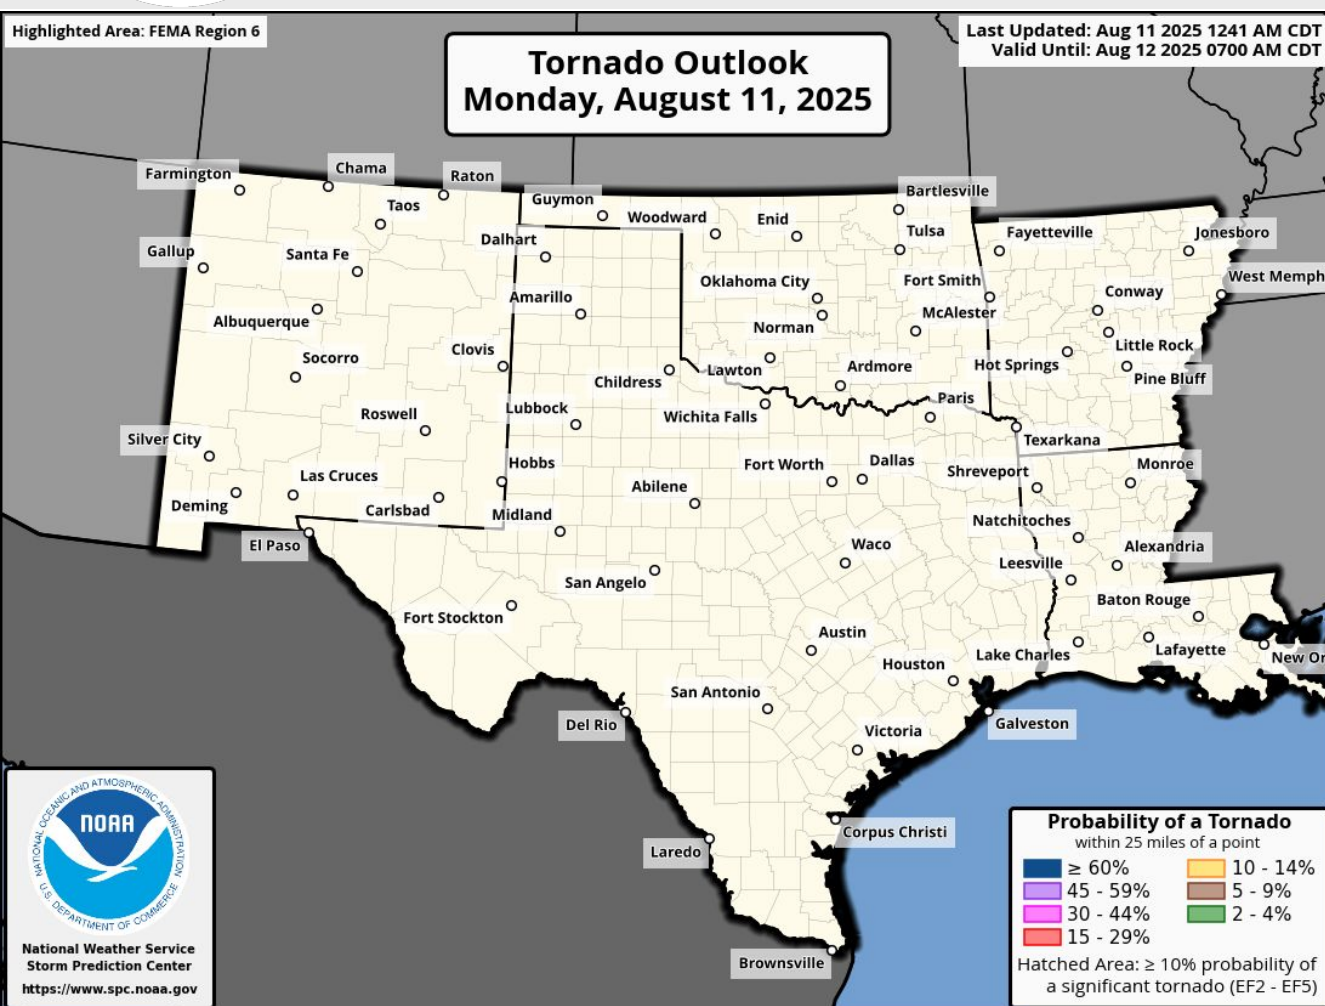 Highlighted Area: FEMA Region 6
Last Updated: Aug 11 2025 1241 AM CDT
Valid Until: Aug 12 2025 0700 AM CDT
Tornado Outlook
Monday, August 11, 2025
Farmington
Chama
Raton
Guymon
Bartlesville
Taos
Woodward
Enid
Tulsa
Fayetteville
Jonesboro
Gallup
Santa Fe
Dalhart
Oklahoma City
Fort Smith
West Memph
Conway
Amarillo
McAlester
Albuquerque
Norman
Little Rock
Socorro
Clovis
Lawton
Ardmore
Hot Springs
Pine Bluff
Childress
Paris
Roswell
Lubbock
Wichita Falls
Silver City
Texarkana
Hobbs
Fort Worth
Dallas
Shreveport
Monroe
Las Cruces
Abilene
Deming
Carlsbad
Midland
Natchitoches
El Paso
Waco
Alexandria
Leesville
San Angelo
Baton Rouge
Fort Stockton
Austin
Lake Charles
Lafayette
New Or
Houston
San Antonio
Del Rio
Galveston
Victoria
Corpus Christi
Laredo
Brownsville
NATIONAL OCEANIC AND ATMOSPHERIC ADMINISTRATION
NOAA
U.S. DEPARTMENT OF COMMERCE
National Weather Service
Storm Prediction Center
https://www.spc.noaa.gov
Probability of a Tornado
within 25 miles of a point
≥ 60%
10 - 14%
45 - 59%
5 - 9%
30 - 44%
2 - 4%
15 - 29%
Hatched Area: ≥ 10% probability of
a significant tornado (EF2 - EF5)